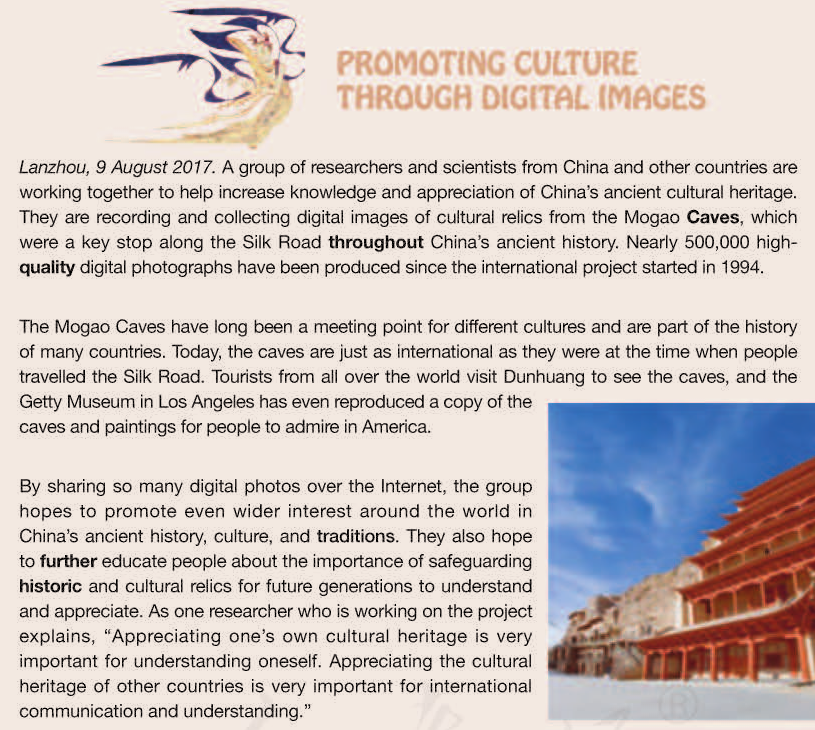 PROMOTING CULTURE
THROUGH DIGITAL IMAGES
Lanzhou, 9 August 2017. A group of researchers and scientists from China and other countries are
working together to help increase knowledge and appreciation of China's ancient cultural heritage.
They are recording and collecting digital images of cultural relics from the Mogao Caves, which
were a key stop along the Silk Road throughout China's ancient history. Nearly 500,000 high-
quality digital photographs have been produced since the international project started in 1994.
The Mogao Caves have long been a meeting point for different cultures and are part of the history
of many countries. Today, the caves are just as international as they were at the time when people
travelled the Silk Road. Tourists from all over the world visit Dunhuang to see the caves, and the
Getty Museum in Los Angeles has even reproduced a copy of the
caves and paintings for people to admire in America.
By sharing so many digital photos over the Internet, the group
hopes to promote even wider interest around the world in
China's ancient history, culture, and traditions. They also hope
to further educate people about the importance of safeguarding
historic and cultural relics for future generations to understand
and appreciate. As one researcher who is working on the project
explains, “Appreciating one's own cultural heritage is very
important for understanding oneself. Appreciating the cultural
heritage of other countries is very important for international
communication and understanding.”
®